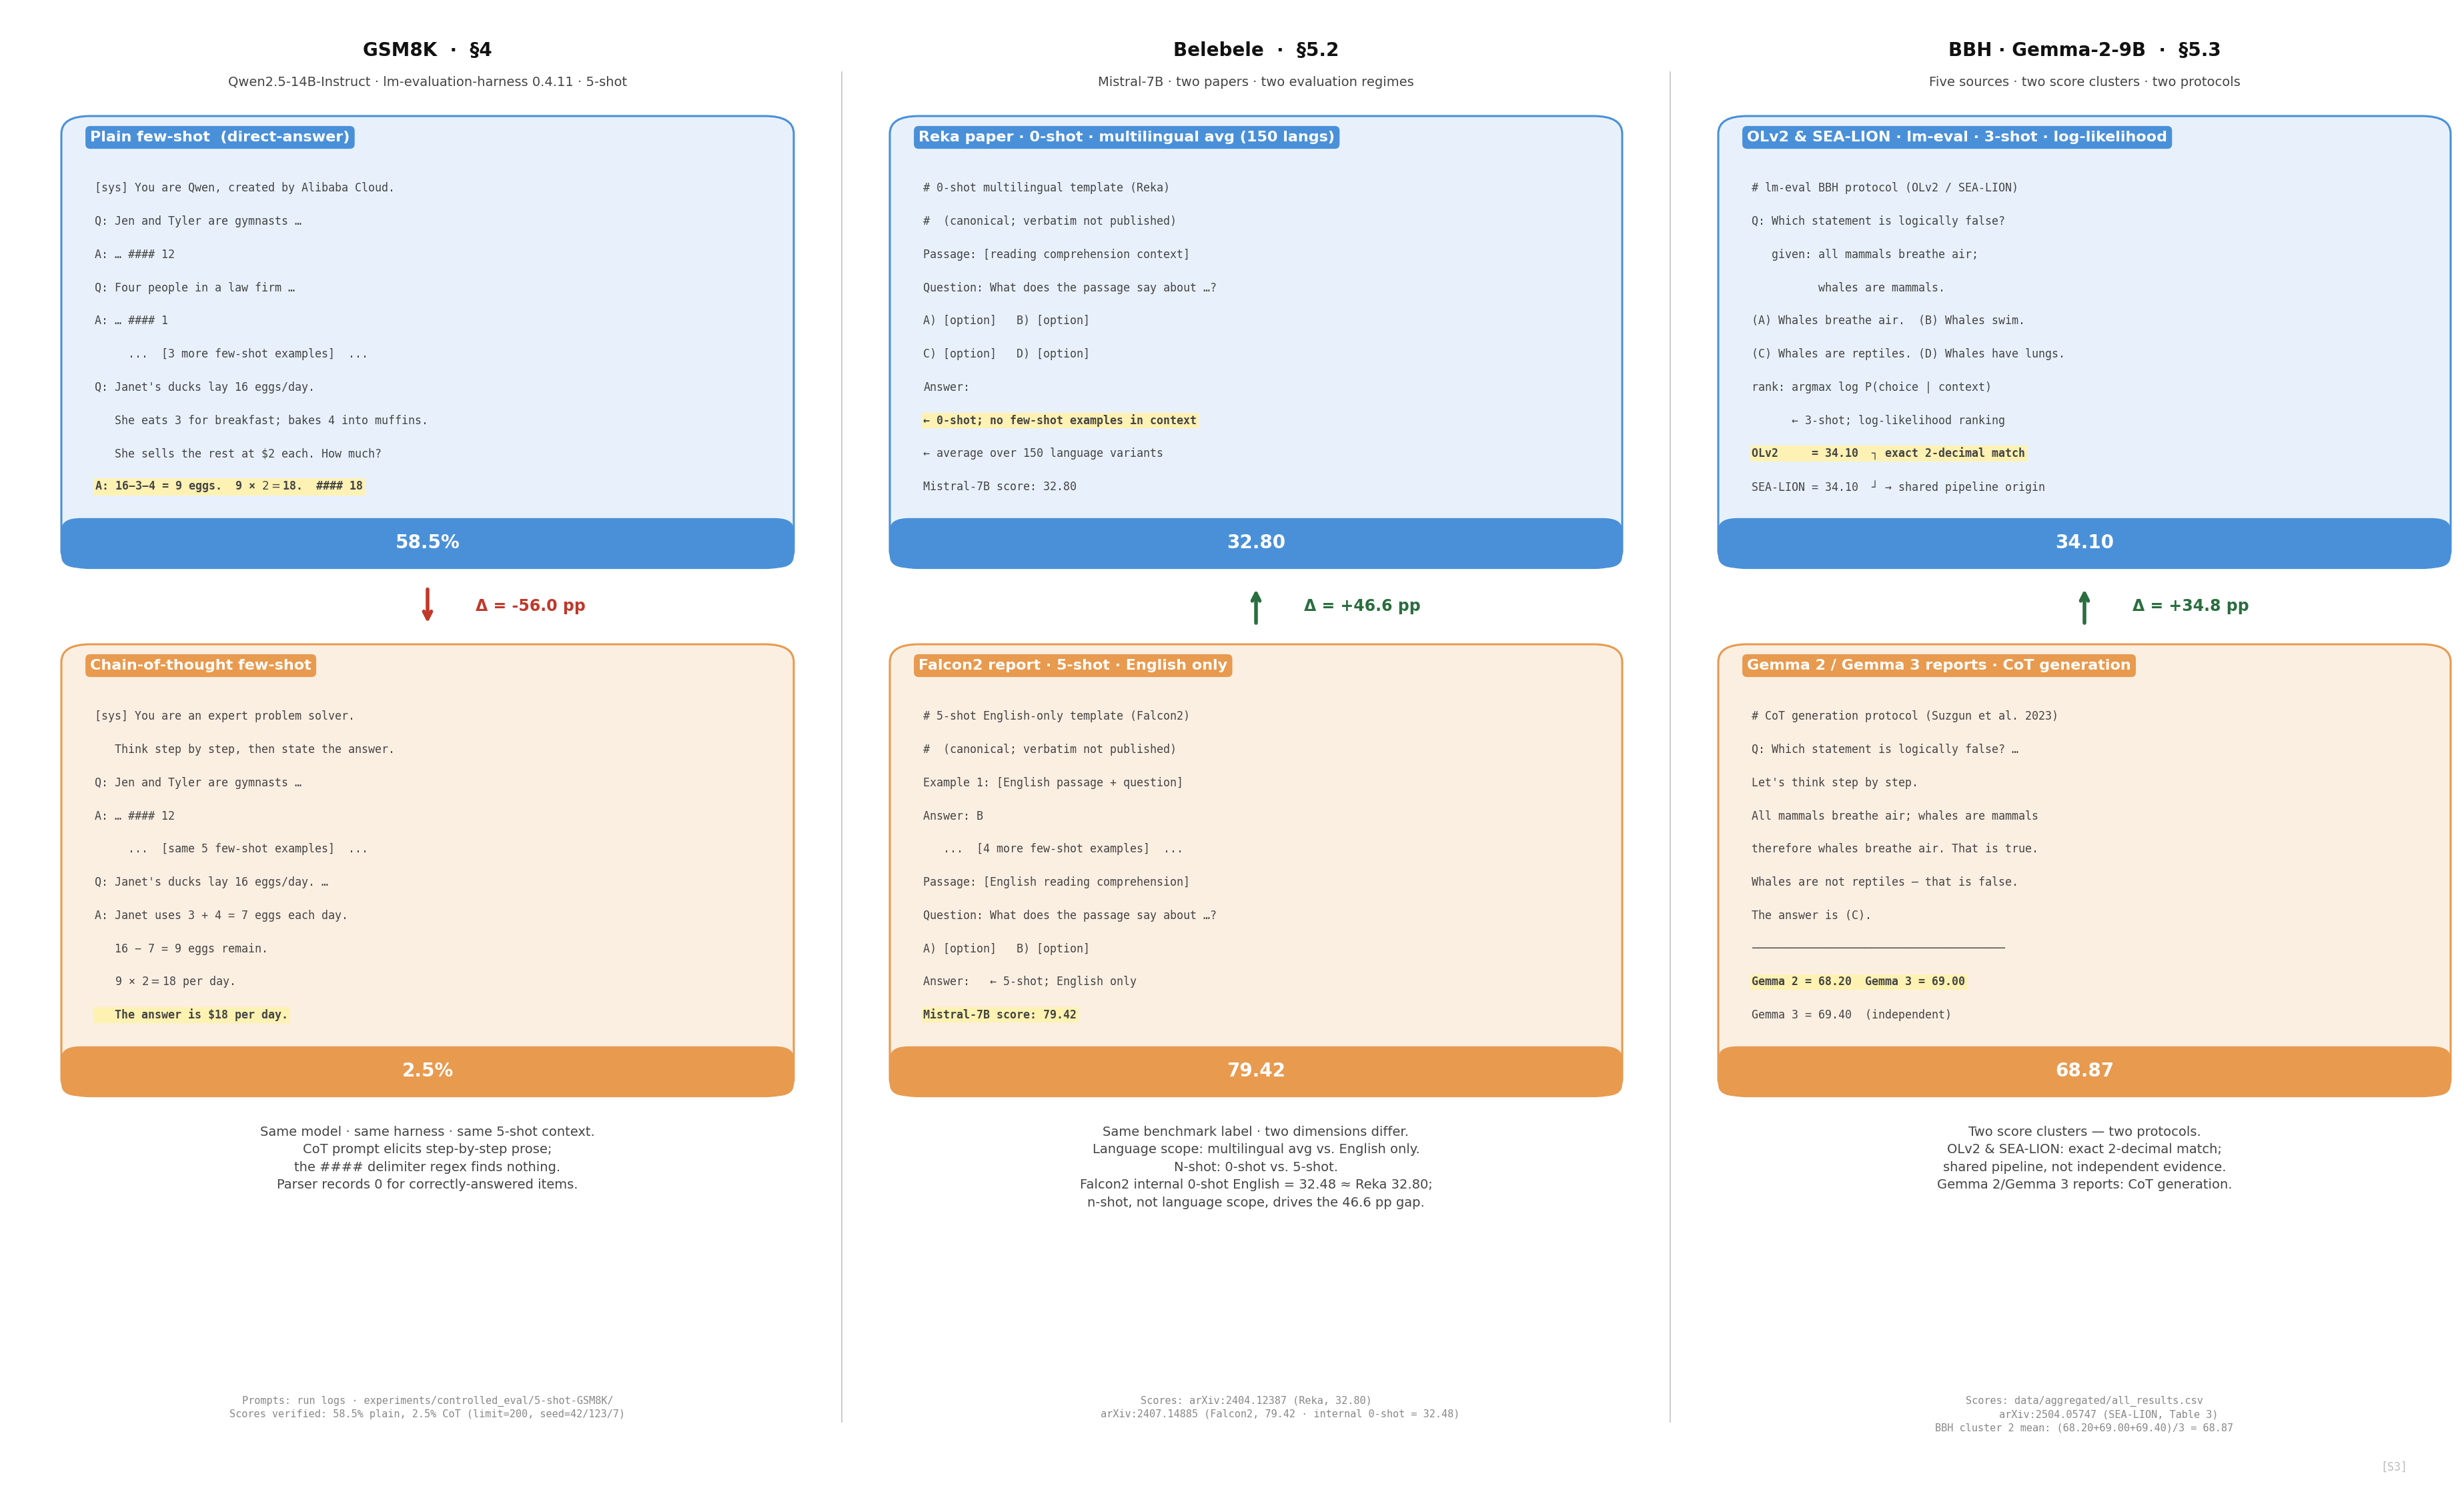 GSM8K · §4
Qwen2.5-14B-Instruct · lm-evaluation-harness 0.4.11 · 5-shot
Plain few-shot (direct-answer)
[sys] You are Qwen, created by Alibaba Cloud.
Q: Jen and Tyler are gymnasts …
A: … #### 12
Q: Four people in a law firm …
A: … #### 1
... [3 more few-shot examples] ...
Q: Janet's ducks lay 16 eggs/day.
She eats 3 for breakfast; bakes 4 into muffins.
She sells the rest at $2 each. How much?
A: 16−3−4 = 9 eggs. 9 × 2 = 18. #### 18
58.5%
Δ = -56.0 pp
Chain-of-thought few-shot
[sys] You are an expert problem solver.
Think step by step, then state the answer.
Q: Jen and Tyler are gymnasts …
A: … #### 12
... [same 5 few-shot examples] ...
Q: Janet's ducks lay 16 eggs/day. …
A: Janet uses 3 + 4 = 7 eggs each day.
16 − 7 = 9 eggs remain.
9 × 2 = 18 per day.
The answer is $18 per day.
2.5%
Same model · same harness · same 5-shot context.
CoT prompt elicits step-by-step prose;
the #### delimiter regex finds nothing.
Parser records 0 for correctly-answered items.
Prompts: run logs · experiments/controlled_eval/5-shot-GSM8K/
Scores verified: 58.5% plain, 2.5% CoT (limit=200, seed=42/123/7)
Belebele · §5.2
Mistral-7B · two papers · two evaluation regimes
Reka paper · 0-shot · multilingual avg (150 langs)
# 0-shot multilingual template (Reka)
# (canonical; verbatim not published)
Passage: [reading comprehension context]
Question: What does the passage say about …?
A) [option] B) [option]
C) [option] D) [option]
Answer:
← 0-shot; no few-shot examples in context
← average over 150 language variants
Mistral-7B score: 32.80
32.80
Δ = +46.6 pp
Falcon2 report · 5-shot · English only
# 5-shot English-only template (Falcon2)
# (canonical; verbatim not published)
Example 1: [English passage + question]
Answer: B
... [4 more few-shot examples] ...
Passage: [English reading comprehension]
Question: What does the passage say about …?
A) [option] B) [option]
Answer: ← 5-shot; English only
Mistral-7B score: 79.42
79.42
Same benchmark label · two dimensions differ.
Language scope: multilingual avg vs. English only.
N-shot: 0-shot vs. 5-shot.
Falcon2 internal 0-shot English = 32.48 ≈ Reka 32.80;
n-shot, not language scope, drives the 46.6 pp gap.
Scores: arXiv:2404.12387 (Reka, 32.80)
arXiv:2407.14885 (Falcon2, 79.42 · internal 0-shot = 32.48)
BBH · Gemma-2-9B · §5.3
Five sources · two score clusters · two protocols
OLv2 & SEA-LION · lm-eval · 3-shot · log-likelihood
# lm-eval BBH protocol (OLv2 / SEA-LION)
Q: Which statement is logically false?
given: all mammals breathe air;
whales are mammals.
(A) Whales breathe air. (B) Whales swim.
(C) Whales are reptiles. (D) Whales have lungs.
rank: argmax log P(choice | context)
← 3-shot; log-likelihood ranking
OLv2 = 34.10 ┐ exact 2-decimal match
SEA-LION = 34.10 ┘ → shared pipeline origin
34.10
Δ = +34.8 pp
Gemma 2 / Gemma 3 reports · CoT generation
# CoT generation protocol (Suzgun et al. 2023)
Q: Which statement is logically false? …
Let's think step by step.
All mammals breathe air; whales are mammals
therefore whales breathe air. That is true.
Whales are not reptiles — that is false.
The answer is (C).
Gemma 2 = 68.20 Gemma 3 = 69.00
Gemma 3 = 69.40 (independent)
68.87
Two score clusters — two protocols.
OLv2 & SEA-LION: exact 2-decimal match;
shared pipeline, not independent evidence.
Gemma 2/Gemma 3 reports: CoT generation.
Scores: data/aggregated/all_results.csv
arXiv:2504.05747 (SEA-LION, Table 3)
BBH cluster 2 mean: (68.20+69.00+69.40)/3 = 68.87
[S3]